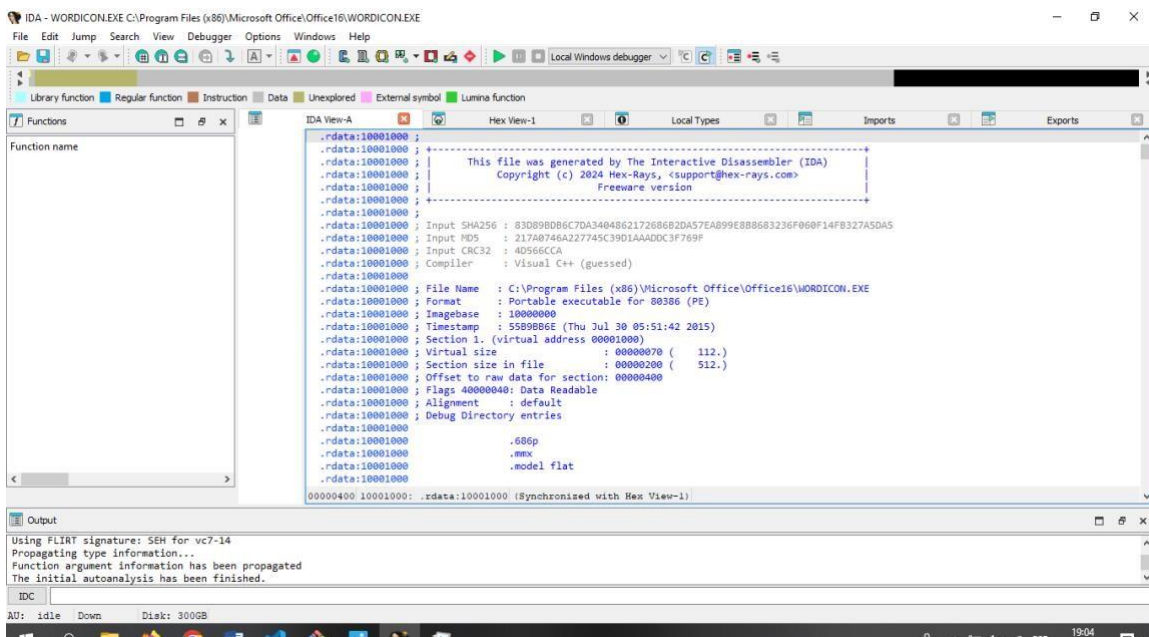 IDA - WORDICON.EXE C:\Program Files (x86)\Microsoft Office\Office16\WORDICON.EXE
File Edit Jump Search View Debugger Options Windows Help
Local Windows debugger
Library function Regular function Instruction Data Unexplored External symbol Lumina function
Functions
IDA View-A Hex View-1 Local Types Imports Exports
Function name
.rdata:10001000 ;
.rdata:10001000 ; +-------------------------------------------------------------------------+
.rdata:10001000 ; | This file was generated by The Interactive Disassembler (IDA) |
.rdata:10001000 ; | Copyright (c) 2024 Hex-Rays, <support@hex-rays.com> |
.rdata:10001000 ; | Freeware version |
.rdata:10001000 ; +-------------------------------------------------------------------------+
.rdata:10001000 ;
.rdata:10001000 ; Input SHA256 :
.rdata:10001000 ; Input MD5 : 217A0746A227745C39D1AAADDC3F769F
.rdata:10001000 ; Input CRC32 : 4D566CCA
.rdata:10001000 ; Compiler : Visual C++ (guessed)
.rdata:10001000
.rdata:10001000 ; File Name : C:\Program Files (x86)\Microsoft Office\Office16\WORDICON.EXE
.rdata:10001000 ; Format : Portable executable for 80386 (PE)
.rdata:10001000 ; Imagebase : 10000000
.rdata:10001000 ; Timestamp : 55B9BB6E (Thu Jul 30 05:51:42 2015)
.rdata:10001000 ; Section 1. (virtual address 00001000)
.rdata:10001000 ; Virtual size : 00000070 ( 112.)
.rdata:10001000 ; Section size in file : 00000200 ( 512.)
.rdata:10001000 ; Offset to raw data for section: 00000400
.rdata:10001000 ; Flags 40000040: Data Readable
.rdata:10001000 ; Alignment : default
.rdata:10001000 ; Debug Directory entries
.rdata:10001000
.rdata:10001000 .686p
.rdata:10001000 .mmx
.rdata:10001000 .model flat
.rdata:10001000
00000400 10001000: .rdata:10001000 (Synchronized with Hex View-1)
Output
Using FLIRT signature: SEH for vc7-14
Propagating type information...
Function argument information has been propagated
The initial autoanalysis has been finished.
IDC
AU: idle Down Disk: 300GB
19:04